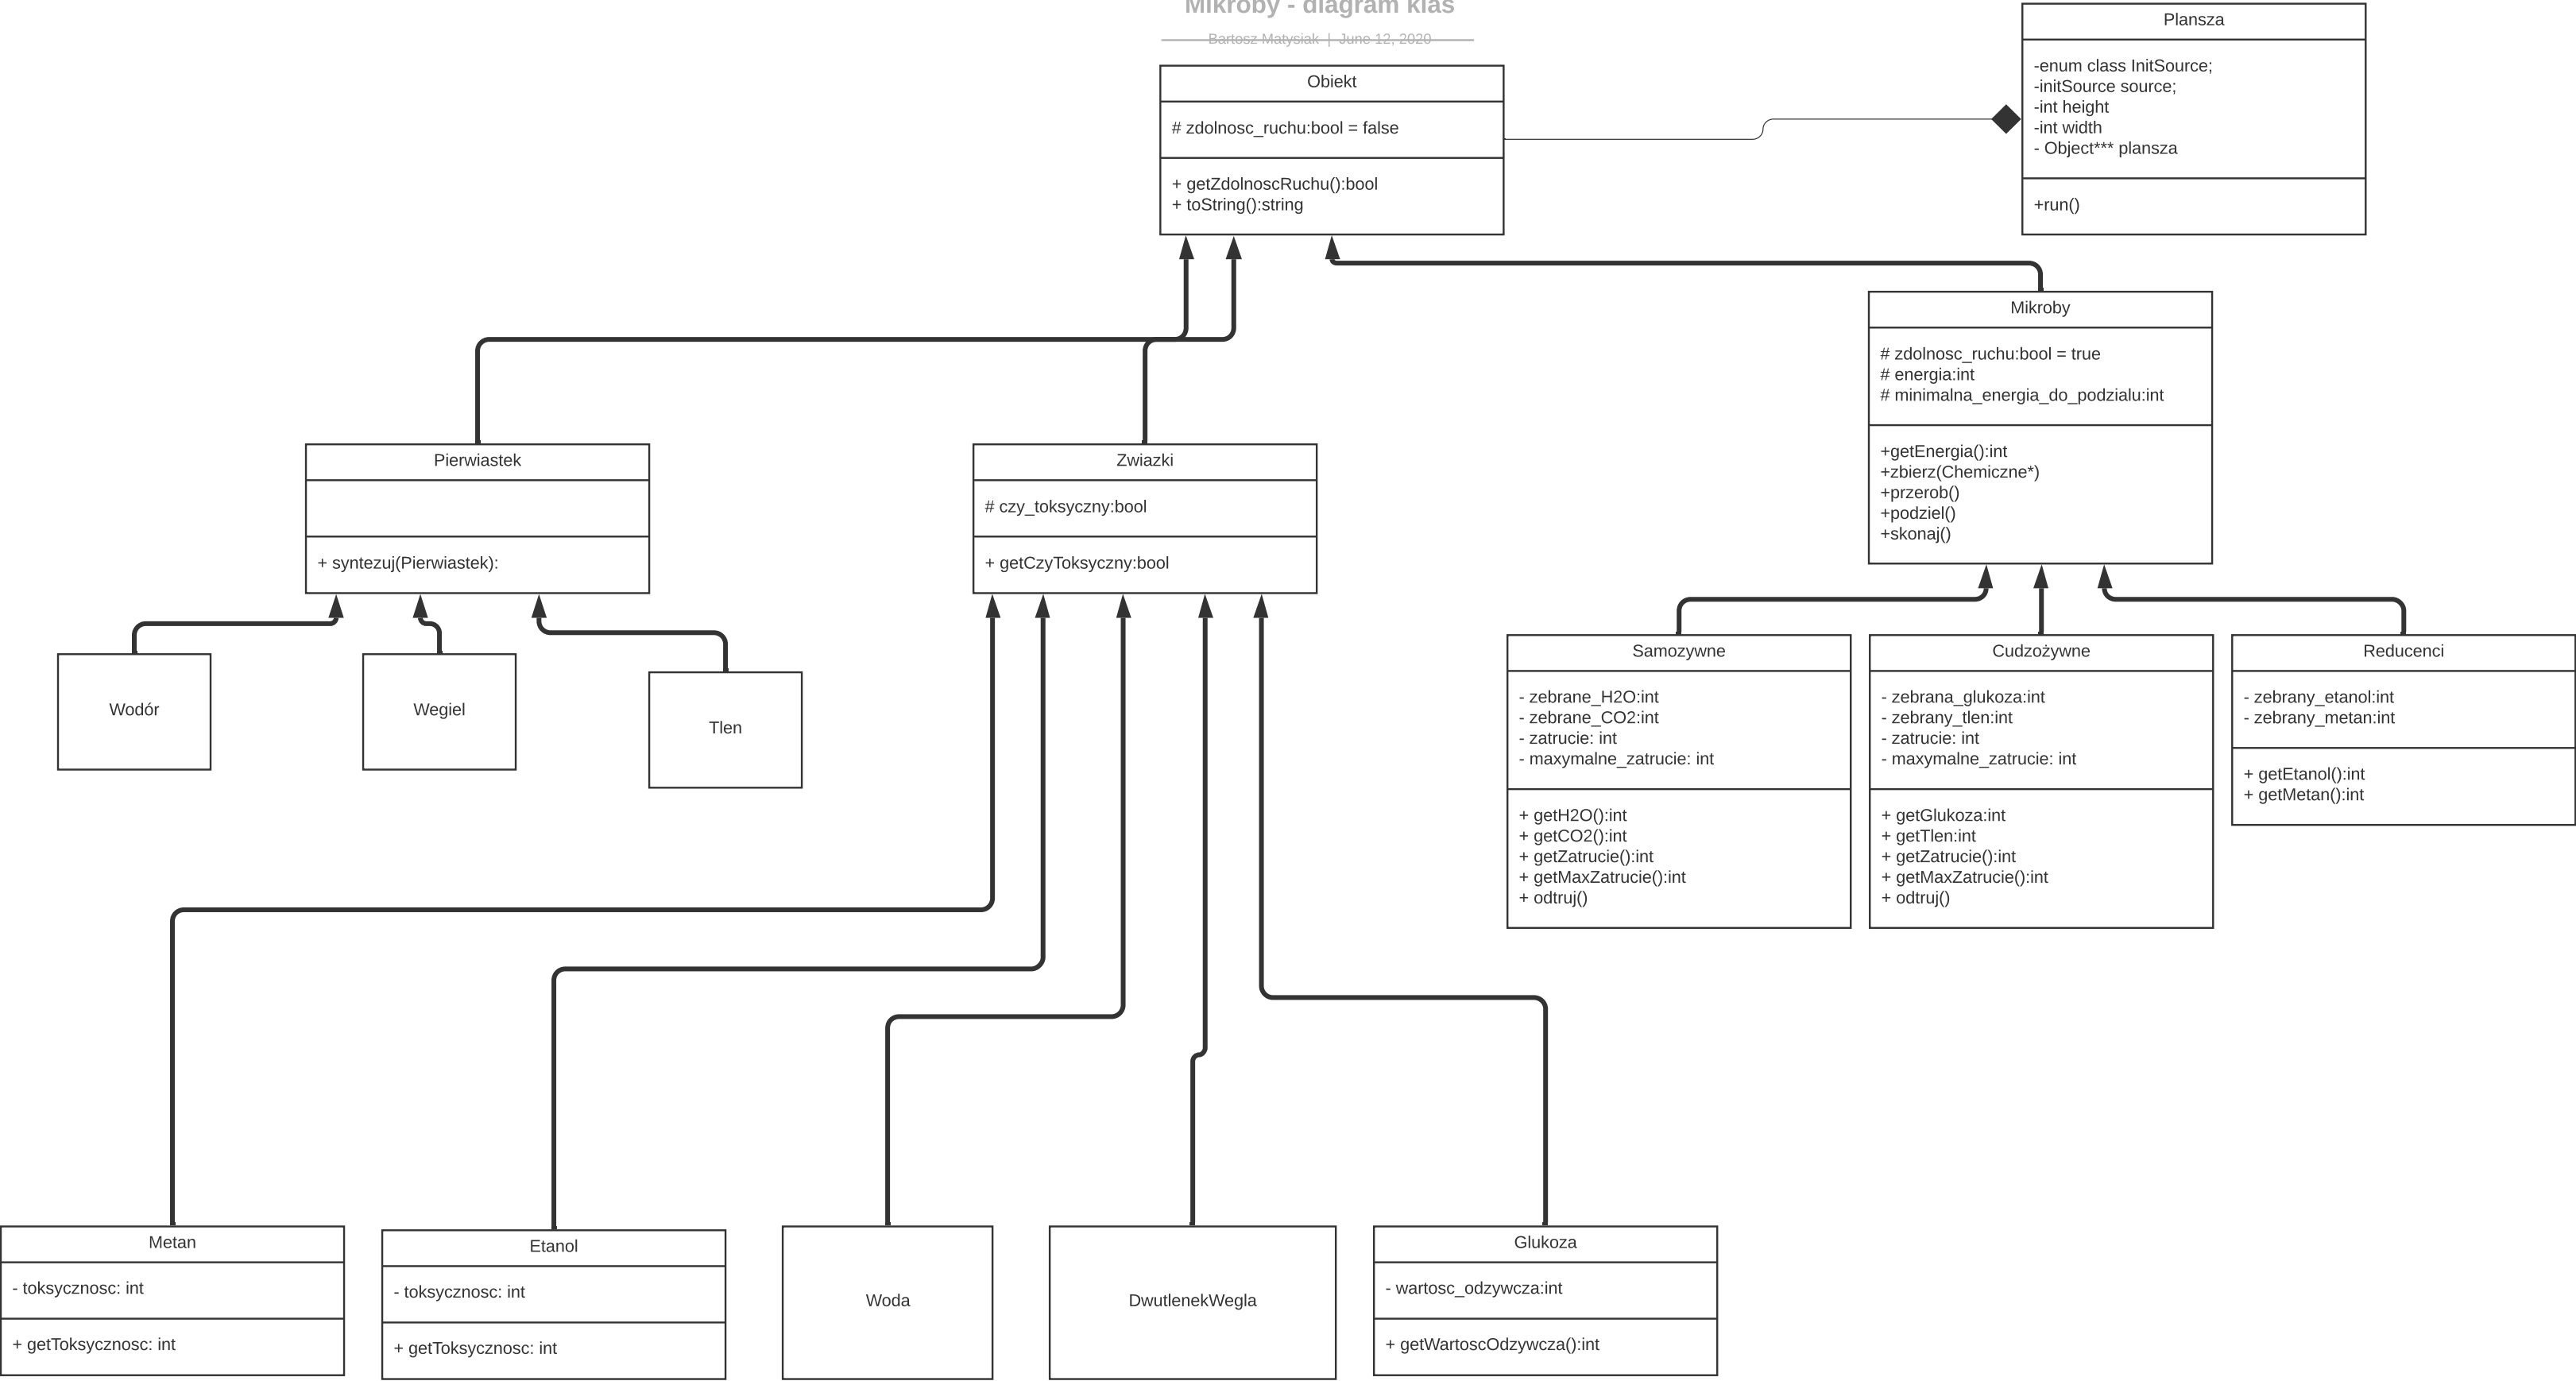 Mikroby - diagram klas
Bartosz Matysiak | June 12, 2020
Obiekt
# zdolnosc_ruchu:bool = false
+ getZdolnoscRuchu():bool
+ toString():string
Plansza
-enum class InitSource;
-initSource source;
-int height
-int width
- Object*** plansza
+run()
Mikroby
# zdolnosc_ruchu:bool = true
# energia:int
# minimalna_energia_do_podzialu:int
+getEnergia():int
+zbierz(Chemiczne*)
+przerob()
+podziel()
+skonaj()
Pierwiastek
+ syntezuj(Pierwiastek):
Zwiazki
# czy_toksyczny:bool
+ getCzyToksyczny:bool
Wodór
Wegiel
Tlen
Samozywne
- zebrane_H2O:int
- zebrane_CO2:int
- zatrucie: int
- maxymalne_zatrucie: int
+ getH2O():int
+ getCO2():int
+ getZatrucie():int
+ getMaxZatrucie():int
+ odtruj()
Cudzożywne
- zebrana_glukoza:int
- zebrany_tlen:int
- zatrucie: int
- maxymalne_zatrucie: int
+ getGlukoza:int
+ getTlen:int
+ getZatrucie():int
+ getMaxZatrucie():int
+ odtruj()
Reducenci
- zebrany_etanol:int
- zebrany_metan:int
+ getEtanol():int
+ getMetan():int
Metan
- toksycznosc: int
+ getToksycznosc: int
Etanol
- toksycznosc: int
+ getToksycznosc: int
Woda
DwutlenekWegla
Glukoza
- wartosc_odzywcza:int
+ getWartoscOdzywcza():int